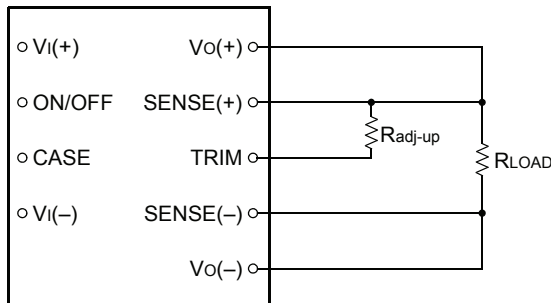 VI(+) VO(+)
ON/OFF SENSE(+)
Radj-up
CASE TRIM
RLOAD
VI(–) SENSE(–)
VO(–)